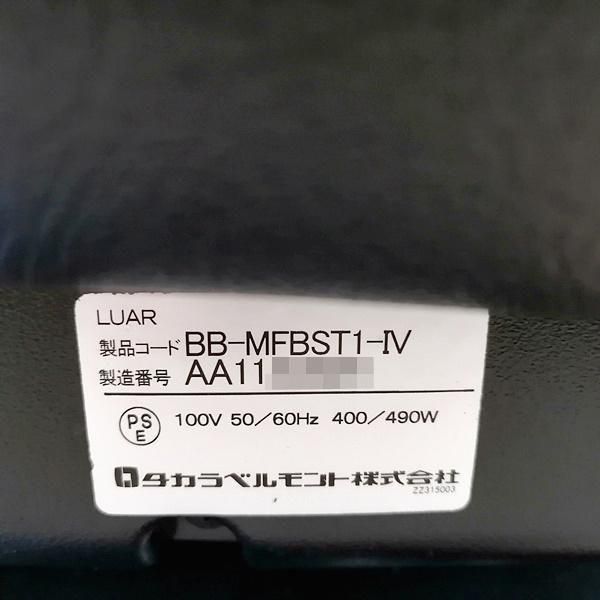 LUAR
製品コード BB-MFBST1-IV
製造番号 AA11
PS
E
100V 50/60Hz 400/490W
タカラベルモント株式会社
ZZ315003